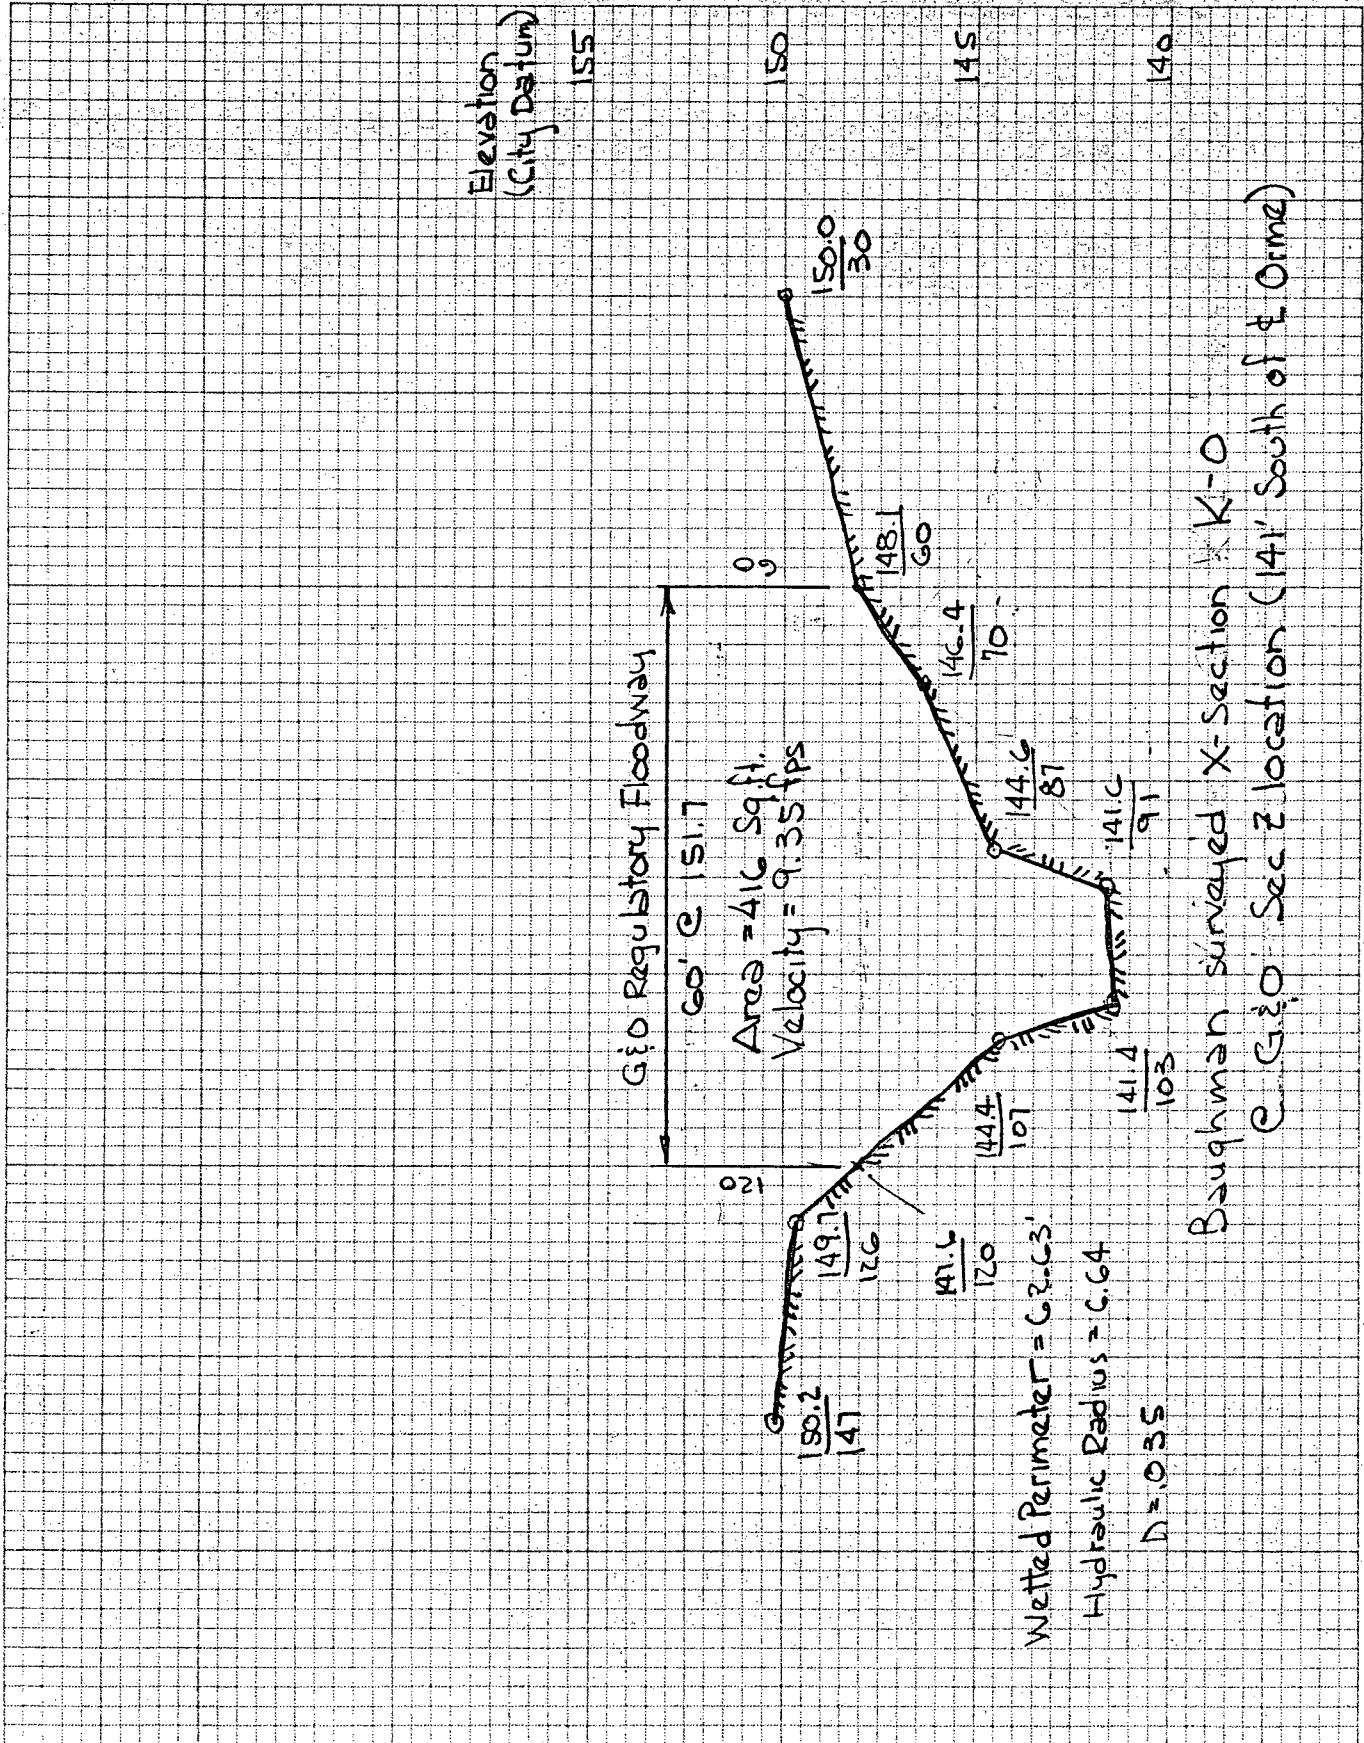 Elevation
(City Datum)
155
150
145
140
G&O Regulatory Floodway
60' @ 151.7
Area = 416 Sq.ft.
Velocity = 9.35 fps
120
60
150.2
147
149.7
126
147.6
120
144.4
107
141.4
103
141.6
91
144.6
87
146.4
70
148.1
60
150.0
30
Wetted Perimeter = 62.63'
Hydraulic Radius = 6.64
n = .035
Baughman surveyed X-Section K-O
@ G&O Sec Z location (141' South of ℄ Orme)